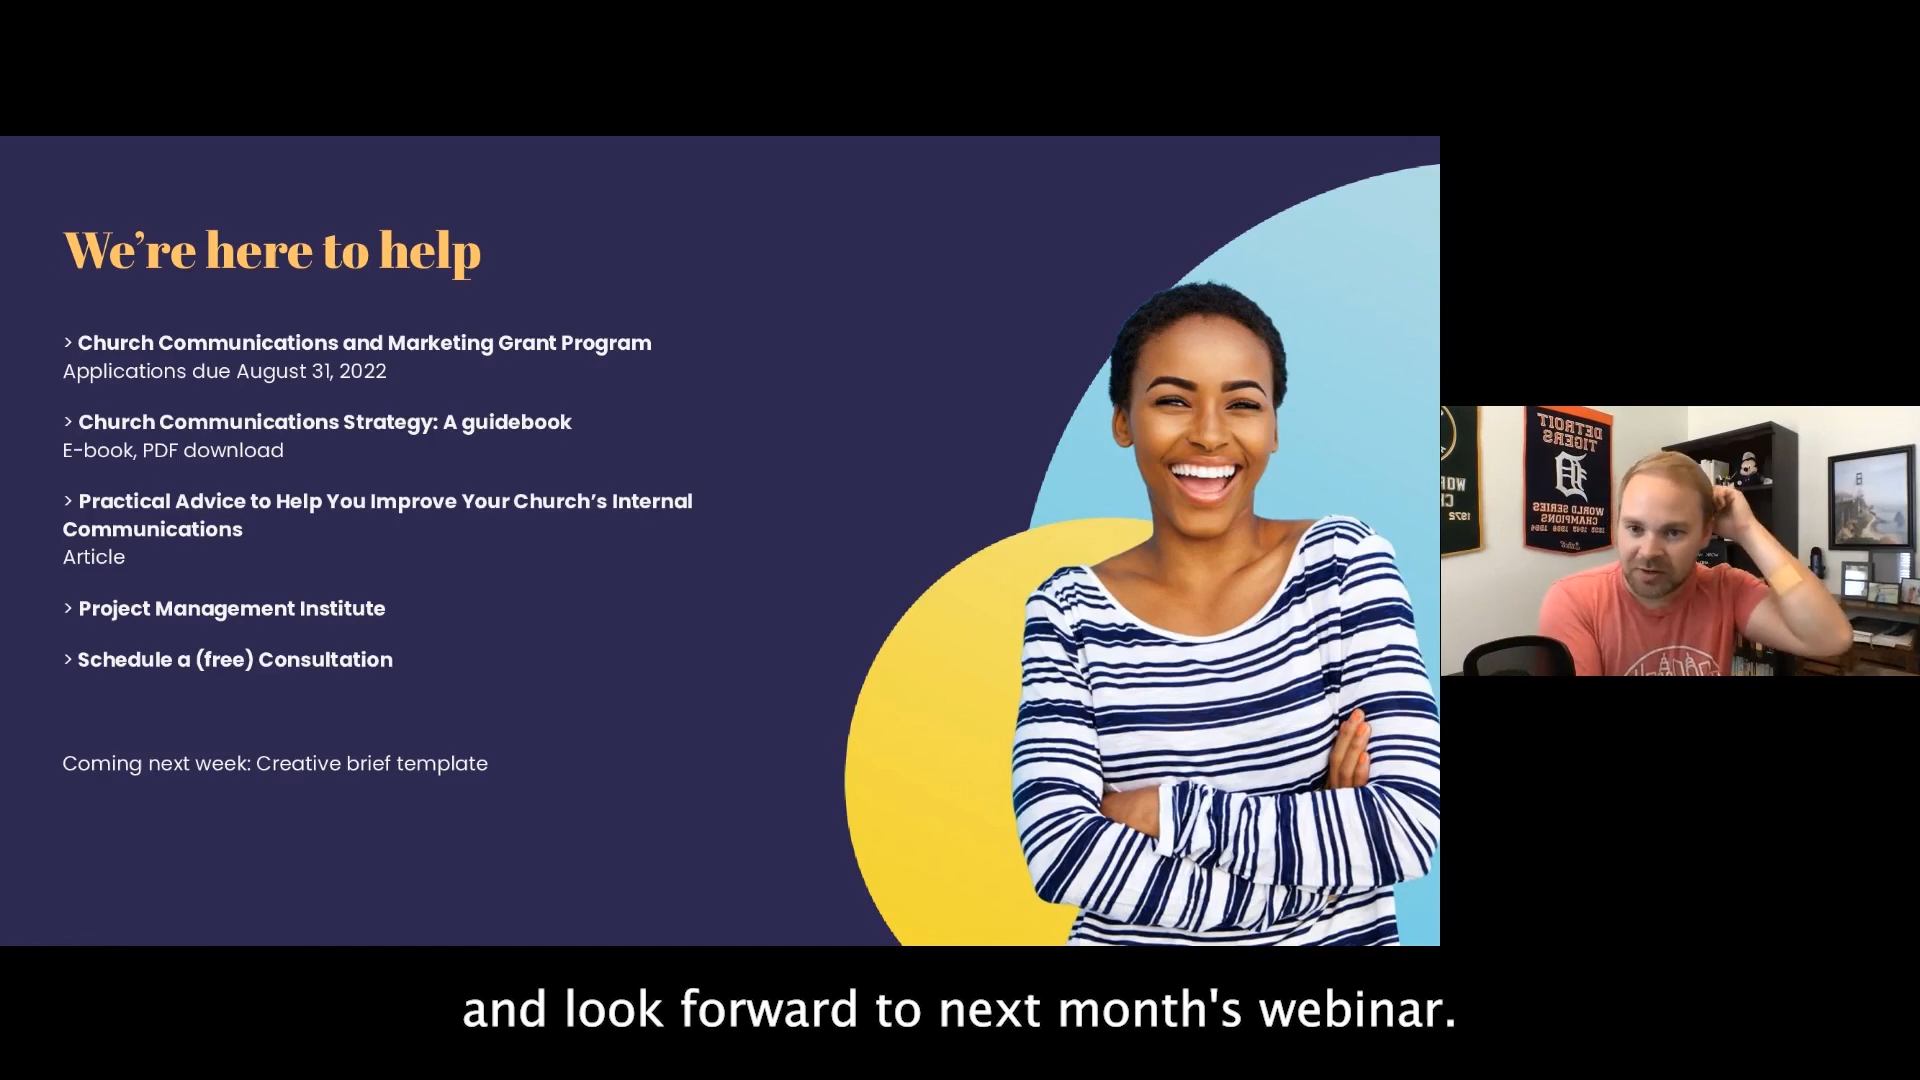 We're here to help
> Church Communications and Marketing Grant Program
Applications due August 31, 2022
> Church Communications Strategy: A guidebook
E-book, PDF download
> Practical Advice to Help You Improve Your Church's Internal
Communications
Article
> Project Management Institute
> Schedule a (free) Consultation
Coming next week: Creative brief template
DETROIT
TIGERS
WORLD SERIES
CHAMPIONS
and look forward to next month's webinar.